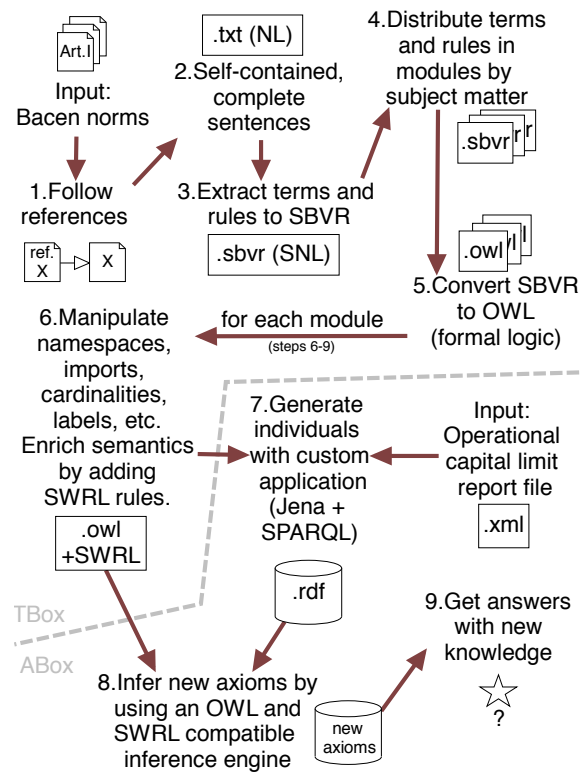 Art.I
Input:
Bacen norms
1.Follow
references
ref.
X
X
.txt (NL)
2.Self-contained,
complete
sentences
3.Extract terms and
rules to SBVR
.sbvr (SNL)
4.Distribute terms
and rules in
modules by
subject matter
.sbvr
r
r
.owl
vl
l
5.Convert SBVR
to OWL
(formal logic)
for each module
(steps 6-9)
6.Manipulate
namespaces,
imports,
cardinalities,
labels, etc.
Enrich semantics
by adding
SWRL rules.
.owl
+SWRL
7.Generate
individuals
with custom
application
(Jena +
SPARQL)
.rdf
Input:
Operational
capital limit
report file
.xml
TBox
ABox
8.Infer new axioms by
using an OWL and
SWRL compatible
inference engine
new
axioms
9.Get answers
with new
knowledge
?